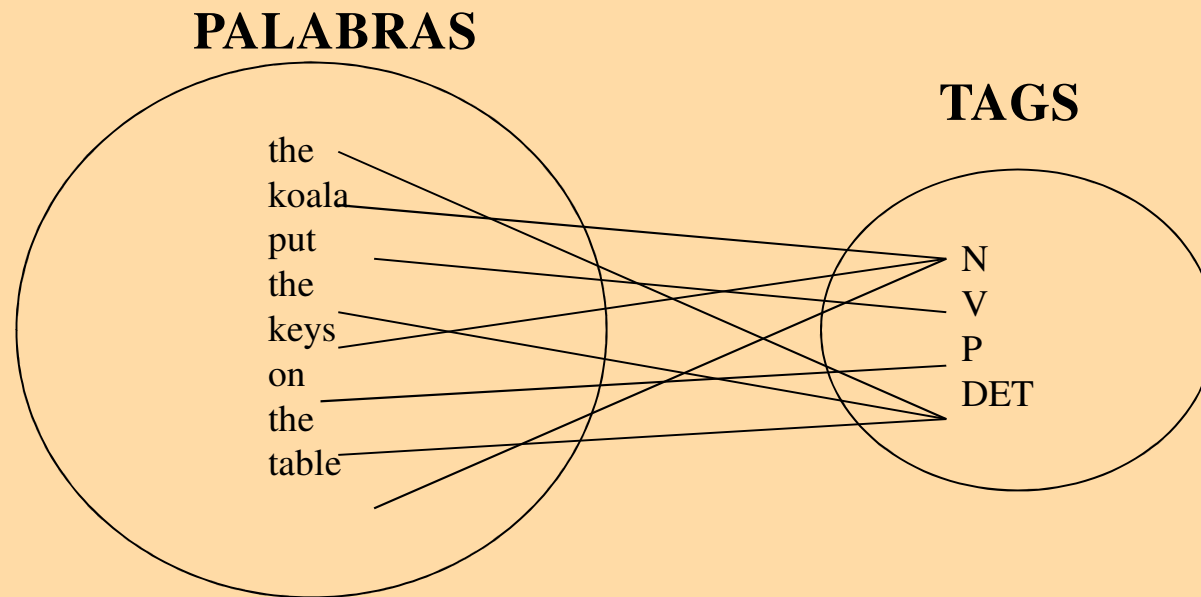 PALABRAS
the
koala
put
the
keys
on
the
table
TAGS
N
V
P
DET